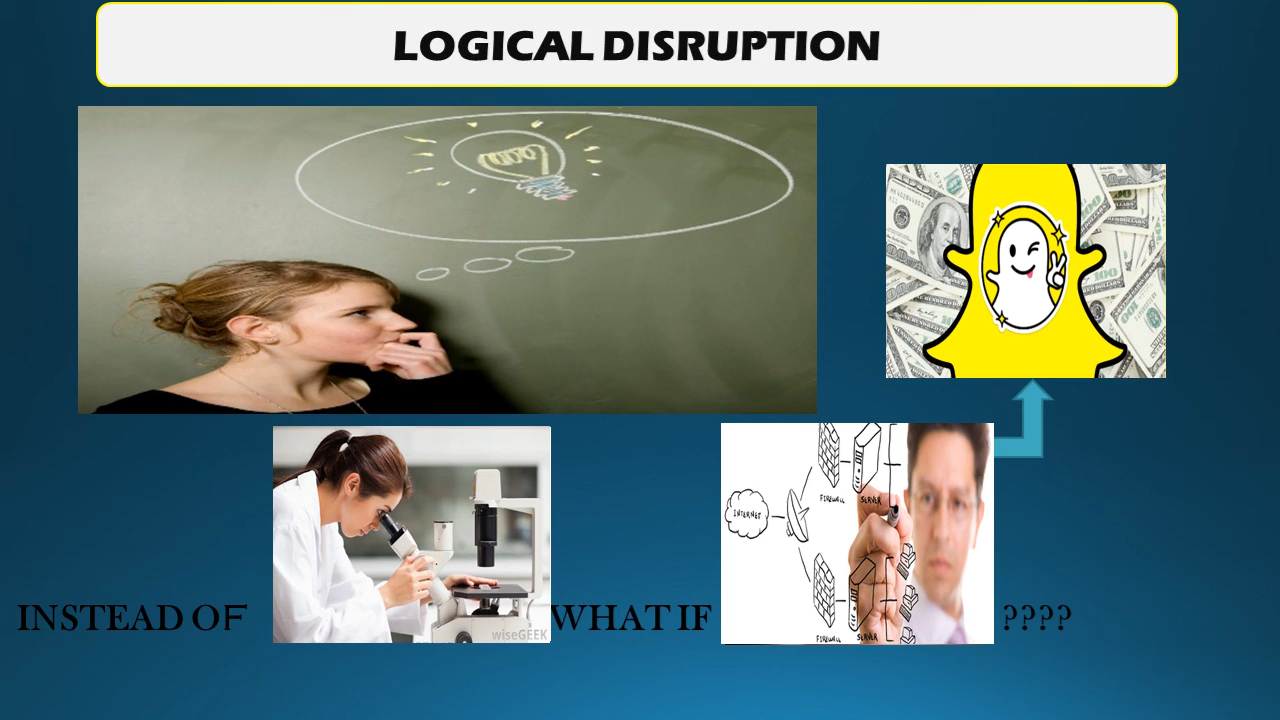 LOGICAL DISRUPTION
INTERNET
FIREWALL
SERVER
FIREWALL
SERVER
wiseGEEK
INSTEAD OF
WHAT IF
????